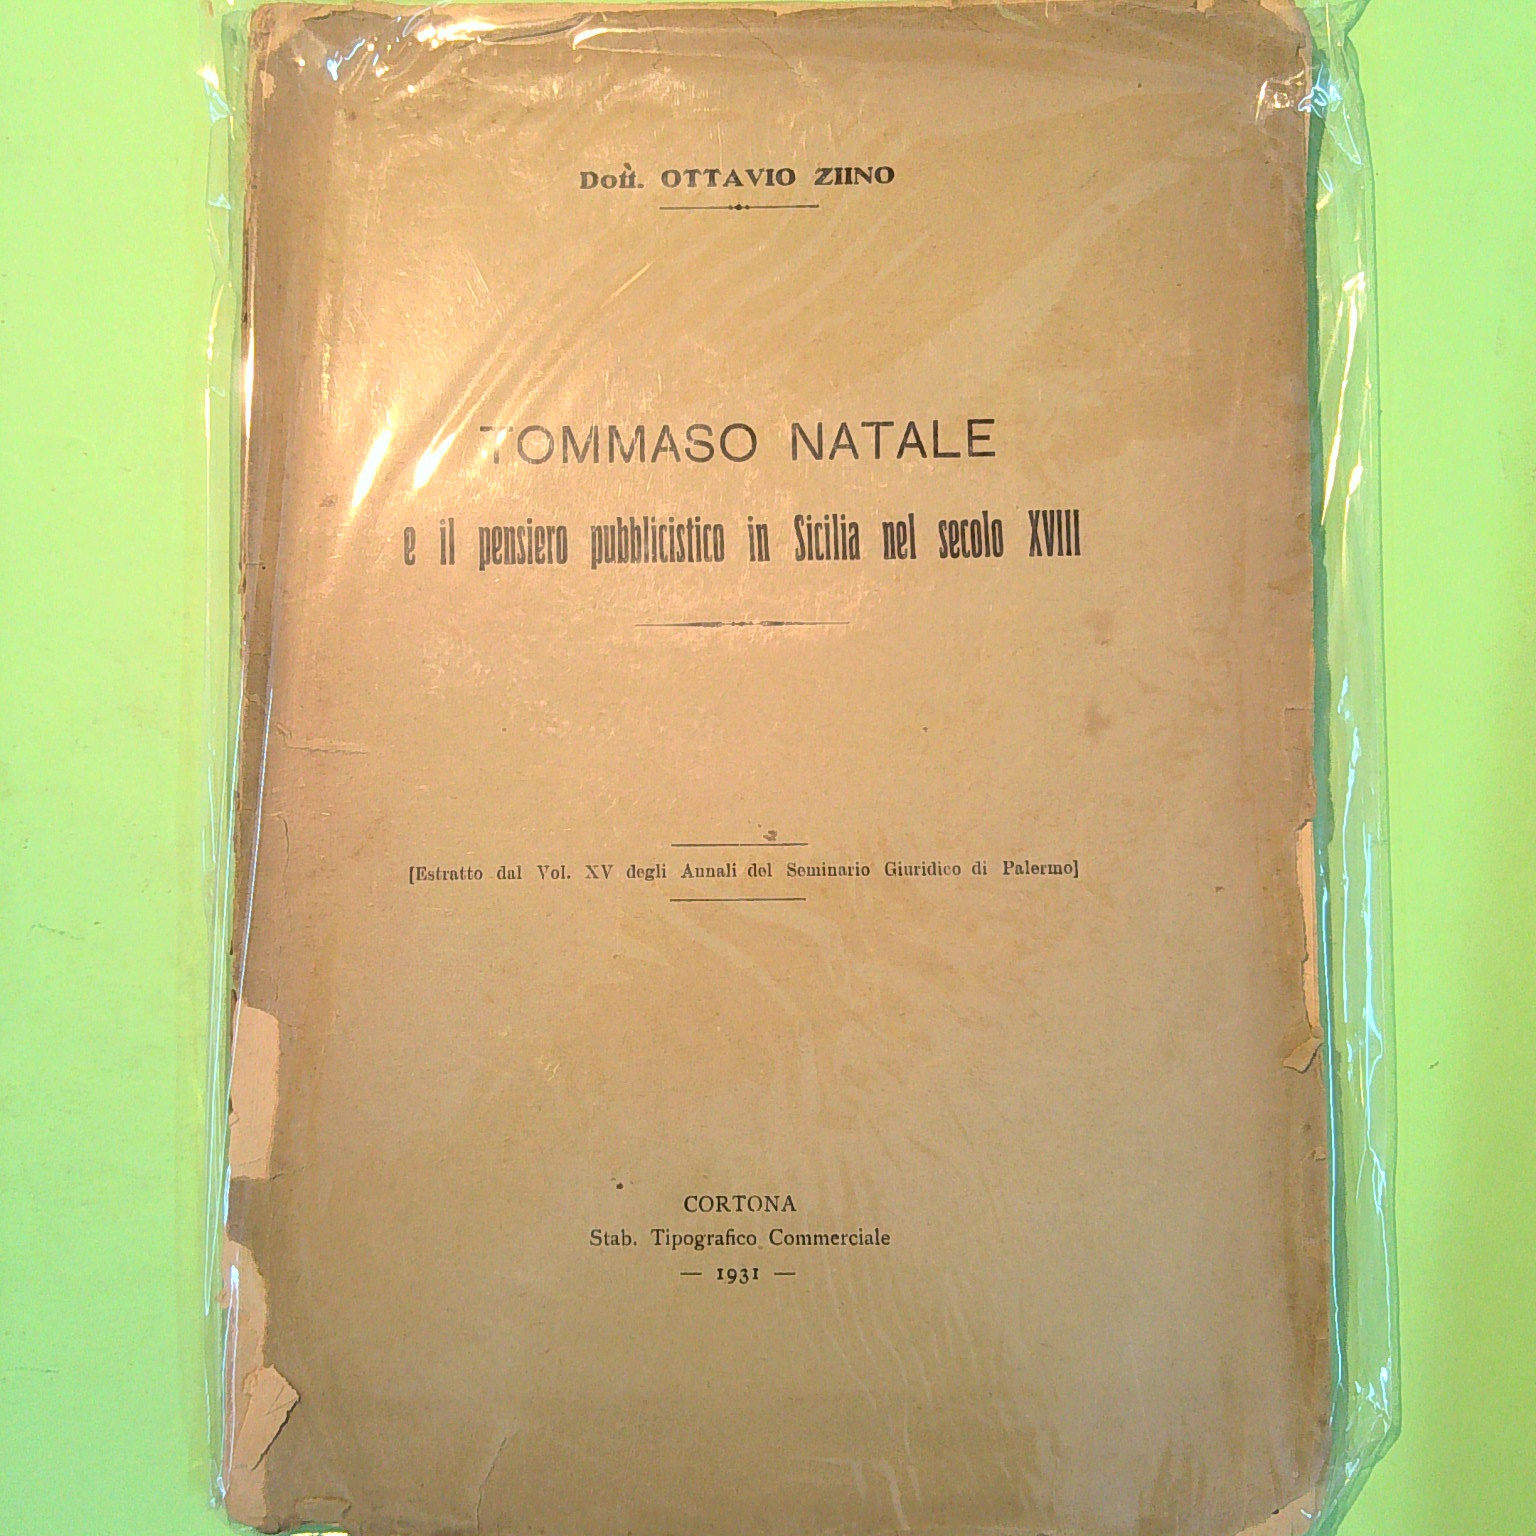 Dott. OTTAVIO ZIINO
TOMMASO NATALE
e il pensiero pubblicistico in Sicilia nel secolo XVIII
[Estratto dal Vol. XV degli Annali del Seminario Giuridico di Palermo]
CORTONA
Stab. Tipografico Commerciale
— 1931 —